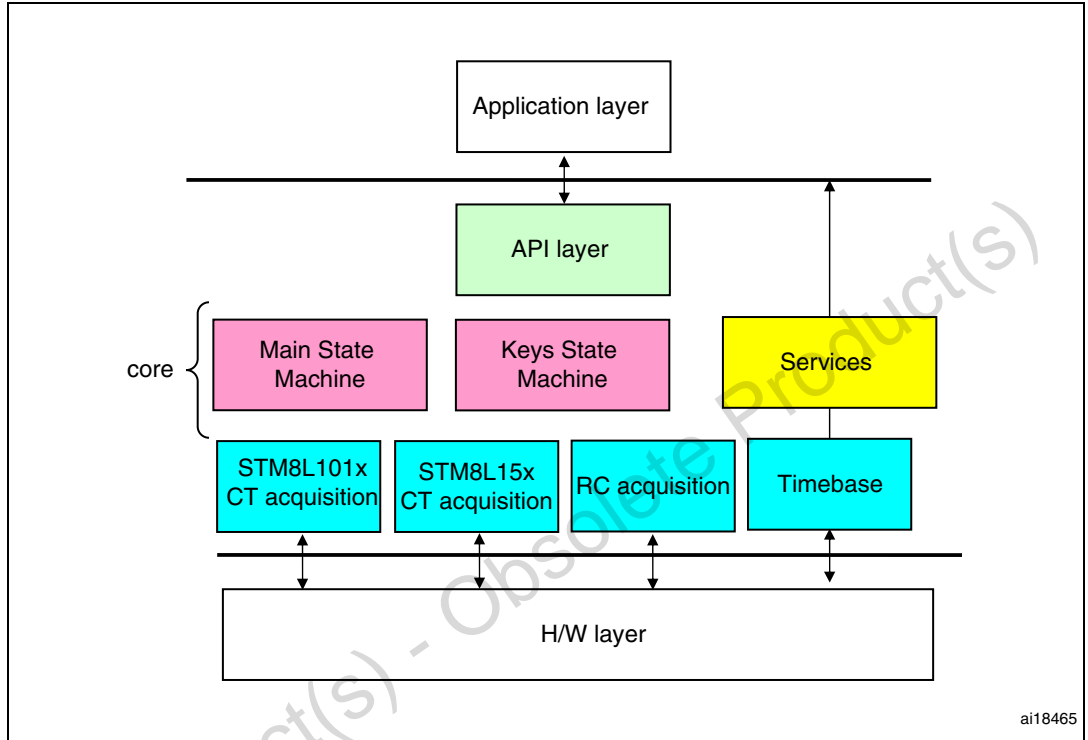 Application layer
API layer
core
Main State
Machine
Keys State
Machine
Services
STM8L101x
CT acquisition
STM8L15x
CT acquisition
RC acquisition
Timebase
H/W layer
ct(s) - Obsolete Product(s)
ai18465